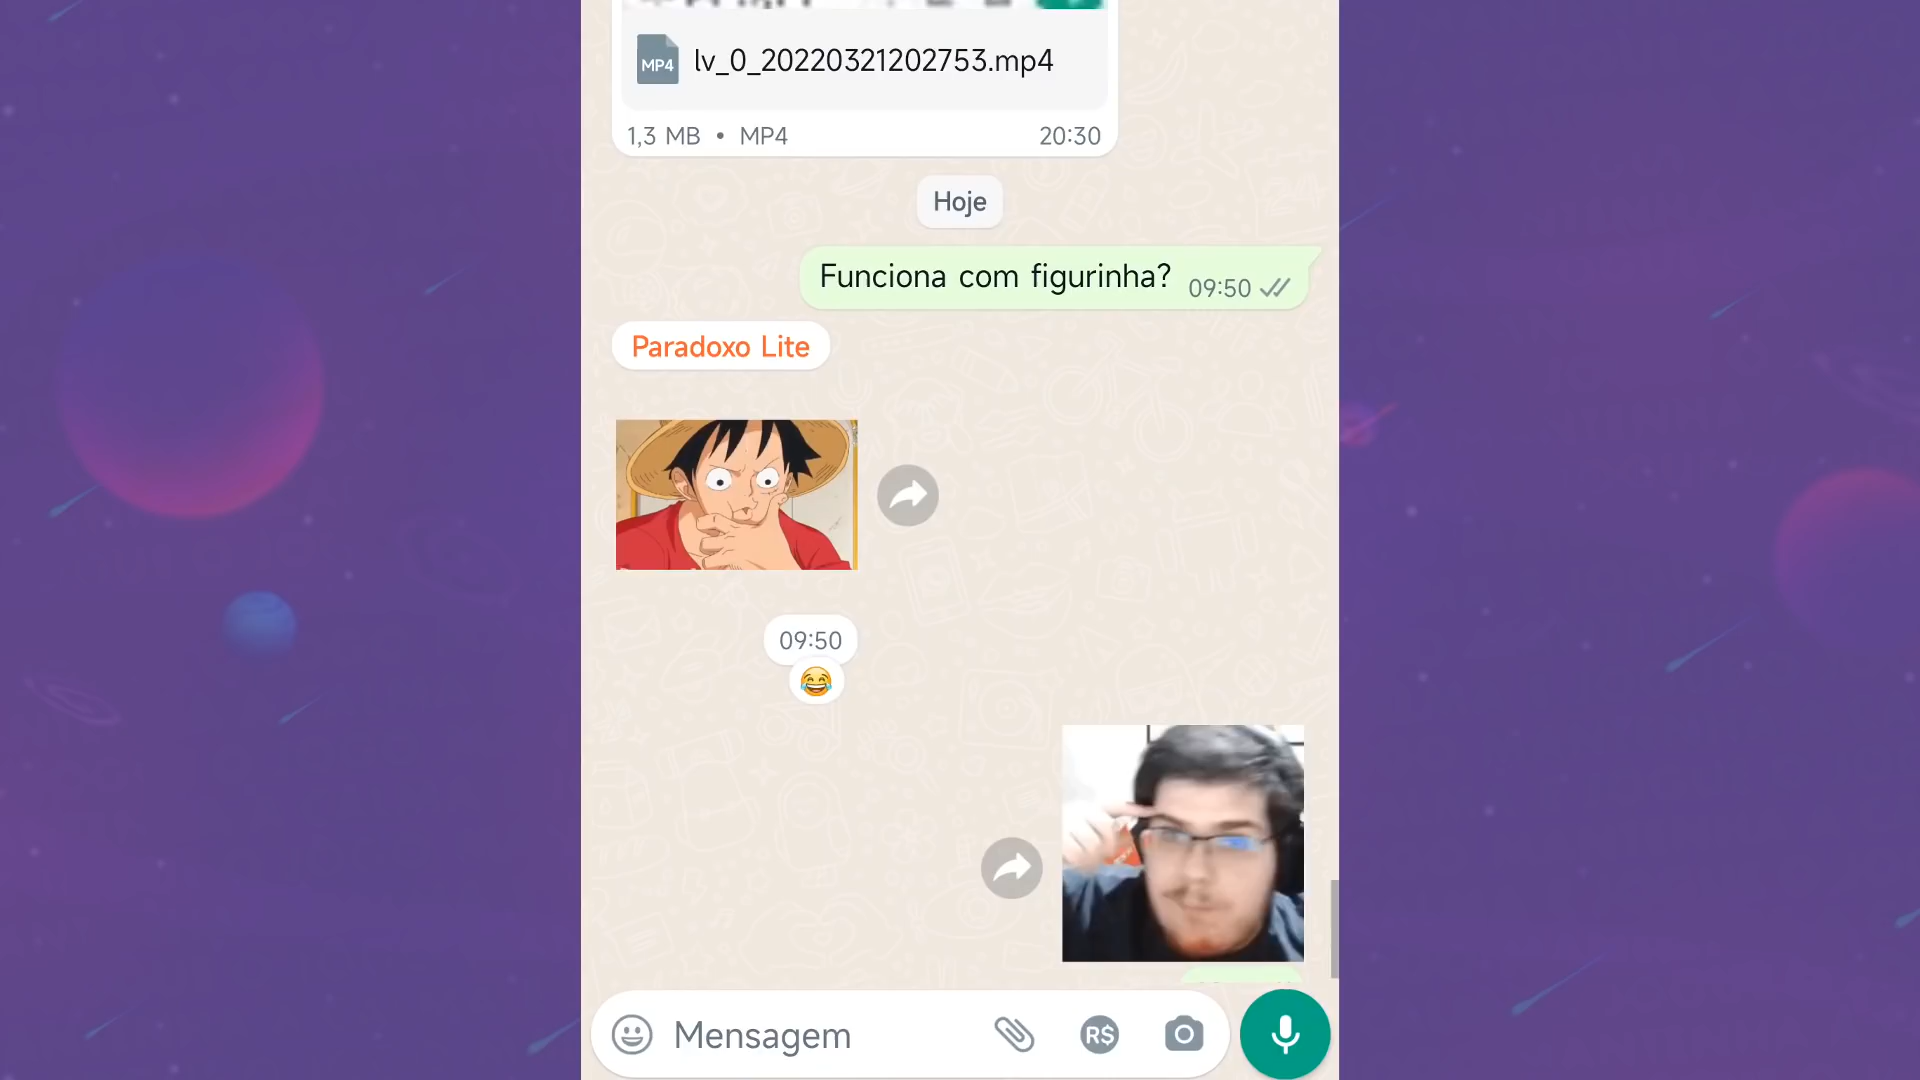 MP4 lv_0_20220321202753.mp4
1,3 MB • MP4 20:30
Hoje
Funciona com figurinha? 09:50
Paradoxo Lite
09:50
Mensagem R$